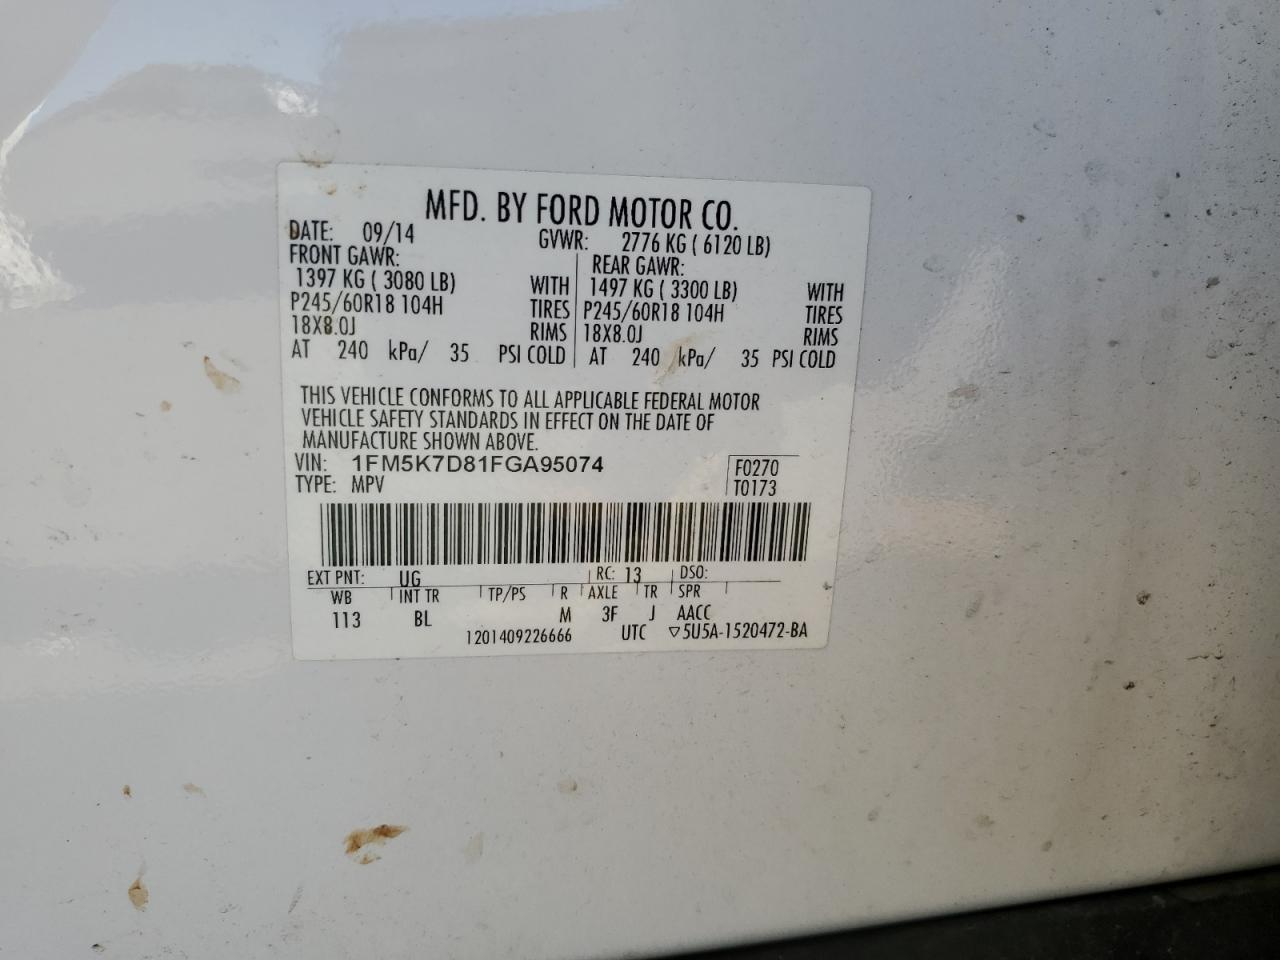 MFD. BY FORD MOTOR CO.
DATE: 09/14 GVWR: 2776 KG ( 6120 LB)
FRONT GAWR: REAR GAWR:
1397 KG ( 3080 LB) WITH 1497 KG ( 3300 LB) WITH
P245/60R18 104H TIRES P245/60R18 104H TIRES
18X8.0J RIMS 18X8.0J RIMS
AT 240 kPa/ 35 PSI COLD AT 240 kPa/ 35 PSI COLD
THIS VEHICLE CONFORMS TO ALL APPLICABLE FEDERAL MOTOR
VEHICLE SAFETY STANDARDS IN EFFECT ON THE DATE OF
MANUFACTURE SHOWN ABOVE.
VIN: 1FM5K7D81FGA95074 F0270
TYPE: MPV T0173
EXT PNT: UG RC: 13 DSO:
WB INT TR TP/PS R AXLE TR SPR
113 BL M 3F J AACC
1201409226666 UTC ▽5U5A-1520472-BA